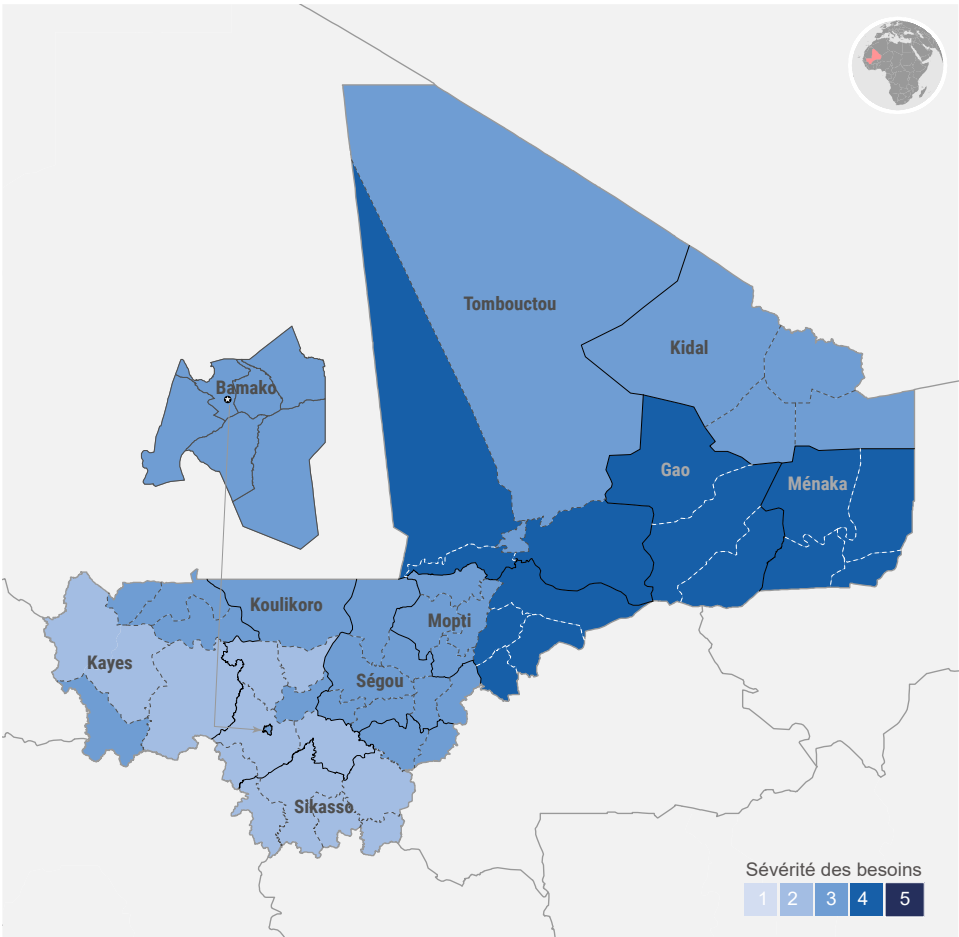 Tombouctou
Kidal
Bamako
Gao
Ménaka
Koulikoro
Mopti
Kayes
Ségou
Sikasso
Sévérité des besoins
1 2 3 4 5